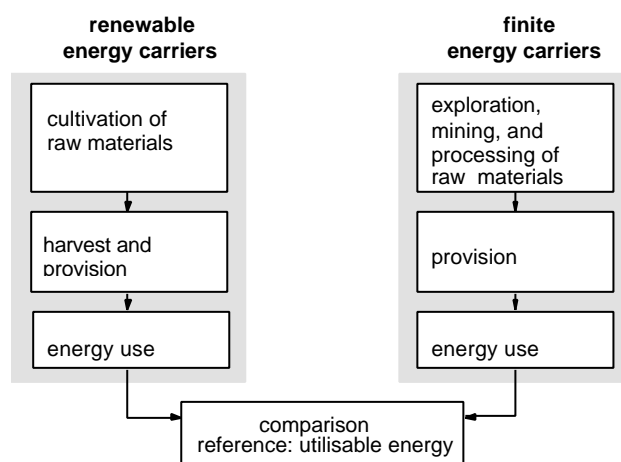 renewable
energy carriers
cultivation of
raw materials
harvest and
provision
energy use
finite
energy carriers
exploration,
mining, and
processing of
raw materials
provision
energy use
comparison
reference: utilisable energy